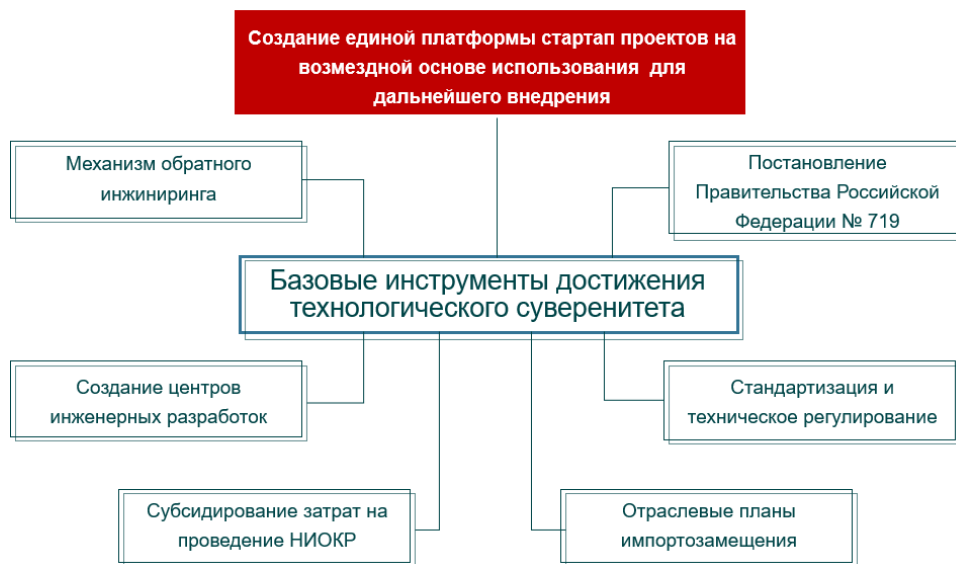 Создание единой платформы стартап проектов на
возмездной основе использования для
дальнейшего внедрения
Механизм обратного
инжиниринга
Постановление
Правительства Российской
Федерации № 719
Базовые инструменты достижения
технологического суверенитета
Создание центров
инженерных разработок
Стандартизация и
техническое регулирование
Субсидирование затрат на
проведение НИОКР
Отраслевые планы
импортозамещения